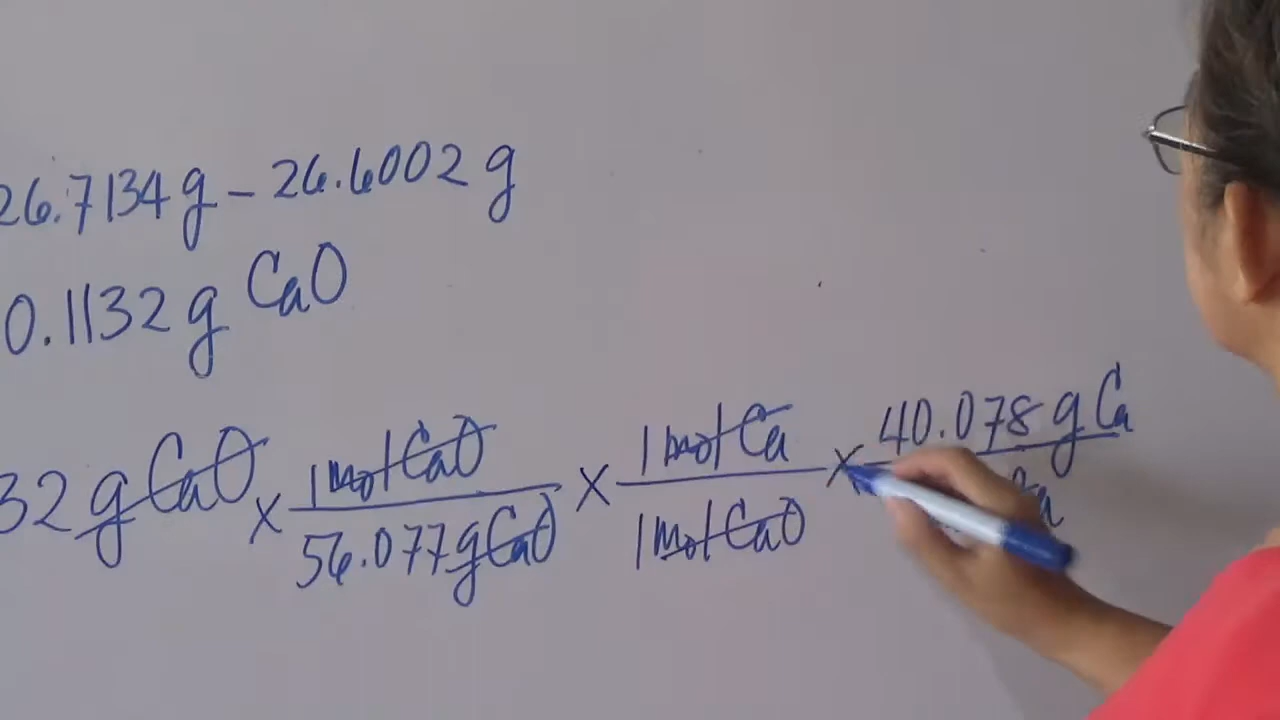 26.7134 g – 26.6002 g
0.1132 g CaO
32 g CaO × 1 mol CaO / 56.077 g CaO × 1 mol Ca / 1 mol CaO × 40.078 g Ca / Ca